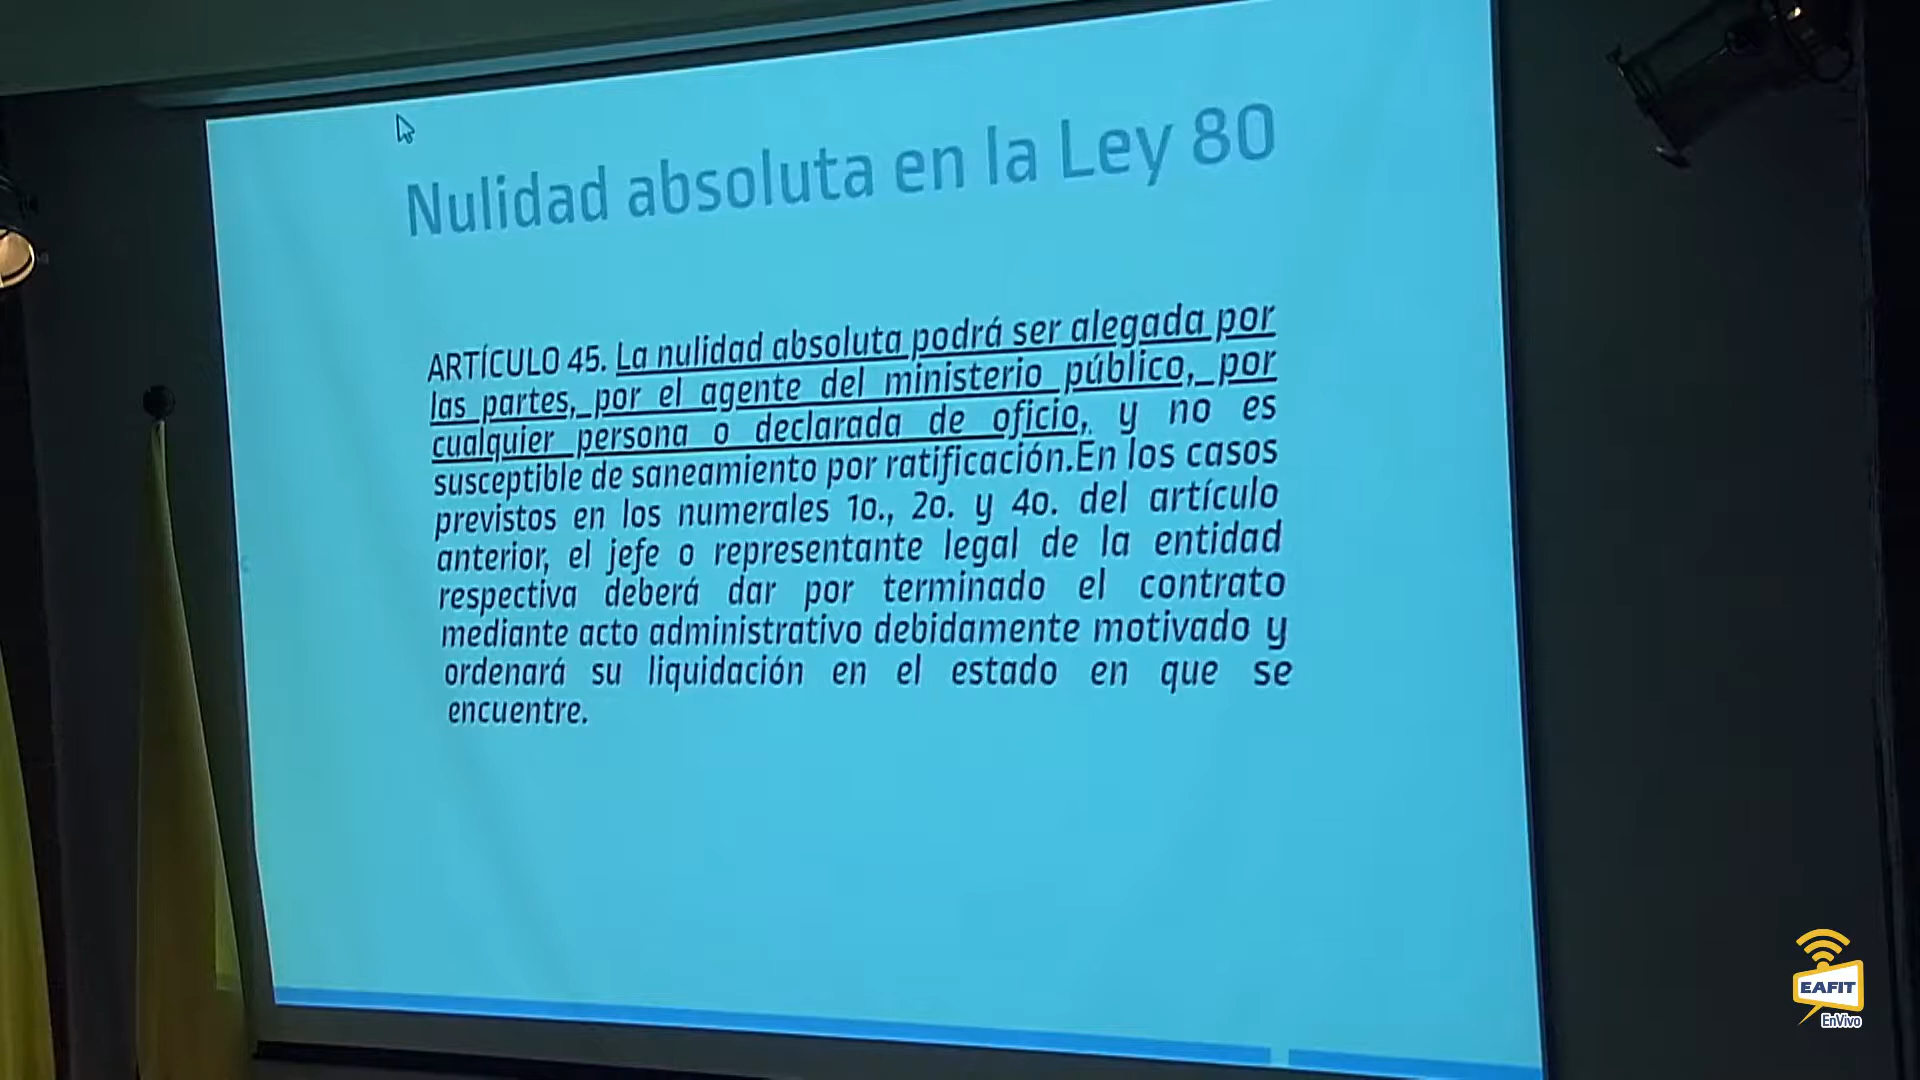 Nulidad absoluta en la Ley 80
ARTÍCULO 45. La nulidad absoluta podrá ser alegada por
las partes, por el agente del ministerio público, por
cualquier persona o declarada de oficio, y no es
susceptible de saneamiento por ratificación.En los casos
previstos en los numerales 1o., 2o. y 4o. del artículo
anterior, el jefe o representante legal de la entidad
respectiva deberá dar por terminado el contrato
mediante acto administrativo debidamente motivado y
ordenará su liquidación en el estado en que se
encuentre.
EAFIT
EnVivo